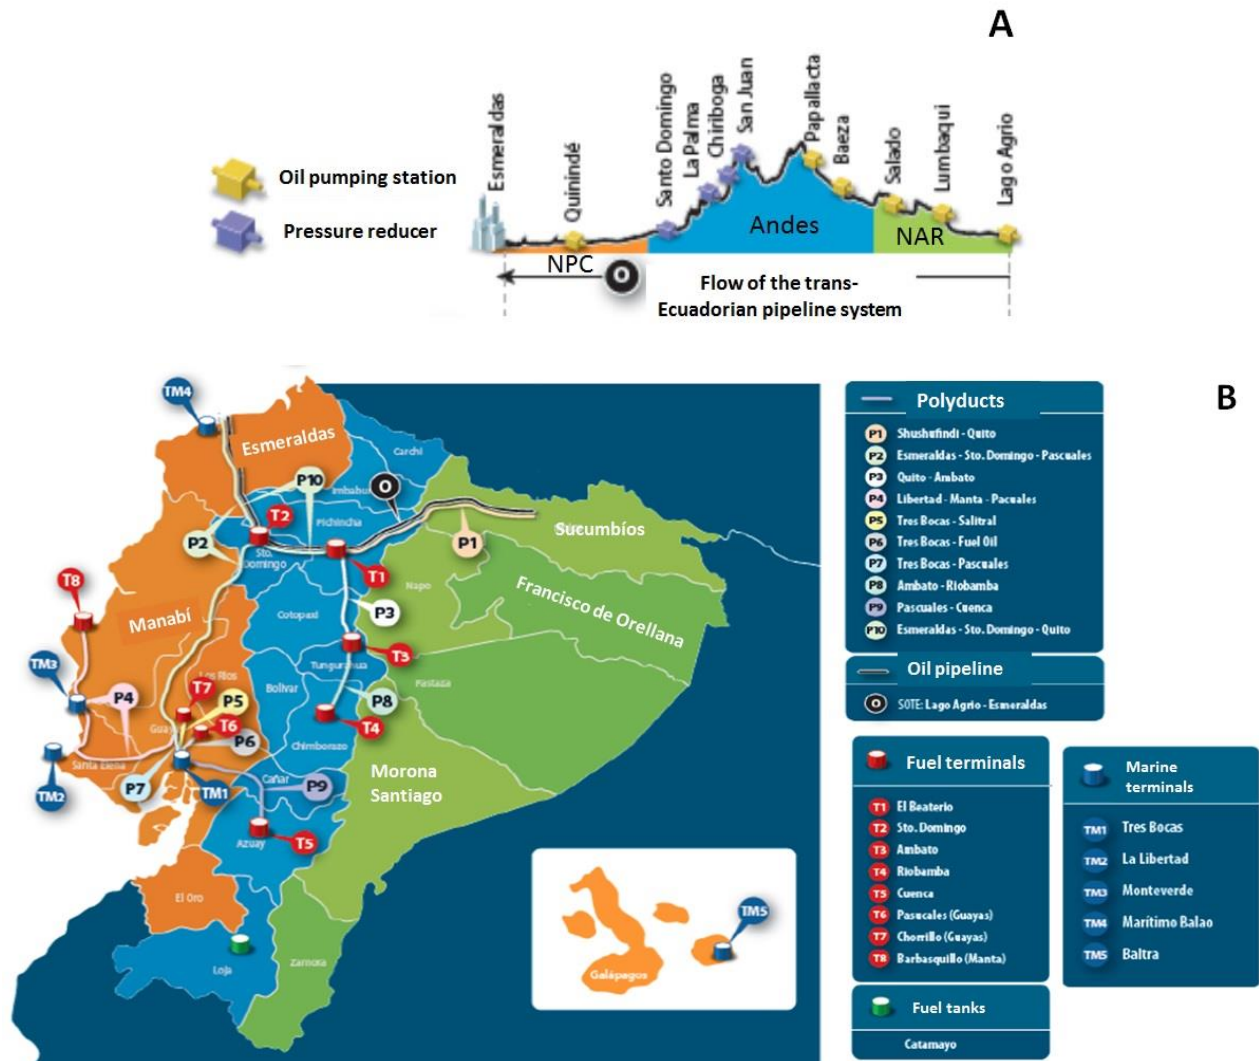 A
Esmeraldas
Quinindé
Santo Domingo
La Palma
Chiriboga
San Juan
Papallacta
Baeza
Salado
Lumbaqui
Lago Agrio
Oil pumping station
Pressure reducer
Andes
NAR
NPC
O
Flow of the trans-
Ecuadorian pipeline system
B
TM4
Esmeraldas
Carchi
P10
O
T2
Pichincha
P2
Sto.
Domingo
P1
Sucumbíos
T1
T8
Napo
Francisco de Orellana
P3
Cotopaxi
Manabí
TM3
T3
Tungurahua
Los Ríos
Pastaza
T7
P4
P5
Bolívar
P8
T6
T4
P6
Chimborazo
Santa Elena
Morona
Santiago
P7
TM2
TM1
Cañar
P9
Azuay
T5
El Oro
Loja
Zamora
TM5
Galápagos
Polyducts
P1 Shushufindi - Quito
P2 Esmeraldas - Sto. Domingo - Pascuales
P3 Quito - Ambato
P4 Libertad - Manta - Pacuales
P5 Tres Bocas - Salitral
P6 Tres Bocas - Fuel Oil
P7 Tres Bocas - Pascuales
P8 Ambato - Riobamba
P9 Pascuales - Cuenca
P10 Esmeraldas - Sto. Domingo - Quito
Oil pipeline
O SOTE: Lago Agrio - Esmeraldas
Fuel terminals
T1 El Beaterio
T2 Sto. Domingo
T3 Ambato
T4 Riobamba
T5 Cuenca
T6 Pasucales (Guayas)
T7 Chorrillo (Guayas)
T8 Barbasquillo (Manta)
Marine
terminals
TM1 Tres Bocas
TM2 La Libertad
TM3 Monteverde
TM4 Marítimo Balao
TM5 Baltra
Fuel tanks
Catamayo